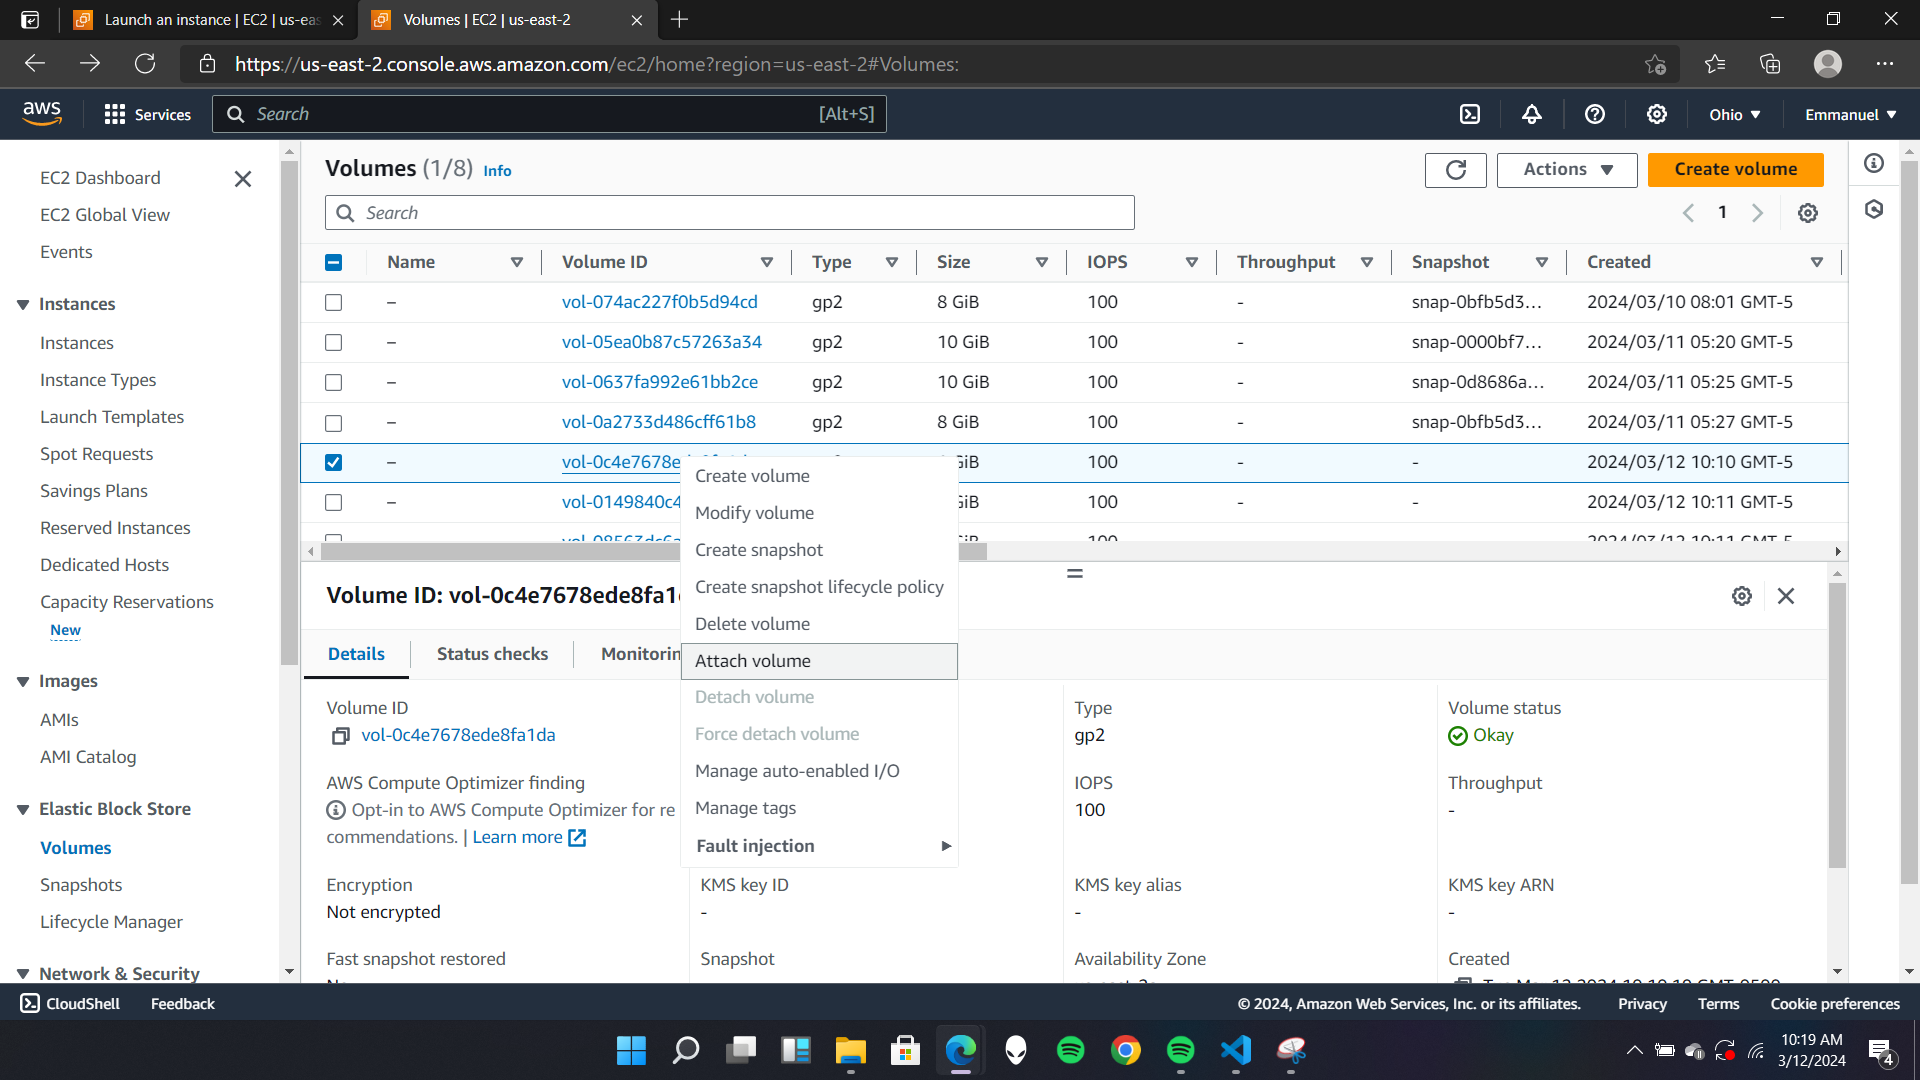 Launch an instance | EC2 | us-eas
Volumes | EC2 | us-east-2
https://us-east-2.console.aws.amazon.com/ec2/home?region=us-east-2#Volumes:
aws
Services
Search
[Alt+S]
Ohio
Emmanuel
EC2 Dashboard
EC2 Global View
Events
Instances
Instances
Instance Types
Launch Templates
Spot Requests
Savings Plans
Reserved Instances
Dedicated Hosts
Capacity Reservations
New
Images
AMIs
AMI Catalog
Elastic Block Store
Volumes
Snapshots
Lifecycle Manager
Network & Security
Volumes (1/8) Info
Actions
Create volume
Search
1
Name Volume ID Type Size IOPS Throughput Snapshot Created
– vol-074ac227f0b5d94cd gp2 8 GiB 100 - snap-0bfb5d3... 2024/03/10 08:01 GMT-5
– vol-05ea0b87c57263a34 gp2 10 GiB 100 - snap-0000bf7... 2024/03/11 05:20 GMT-5
– vol-0637fa992e61bb2ce gp2 10 GiB 100 - snap-0d8686a... 2024/03/11 05:25 GMT-5
– vol-0a2733d486cff61b8 gp2 8 GiB 100 - snap-0bfb5d3... 2024/03/11 05:27 GMT-5
– vol-0c4e7678e GiB 100 - - 2024/03/12 10:10 GMT-5
– vol-0149840c4 GiB 100 - - 2024/03/12 10:11 GMT-5
Create volume
Modify volume
Create snapshot
Create snapshot lifecycle policy
Delete volume
Attach volume
Detach volume
Force detach volume
Manage auto-enabled I/O
Manage tags
Fault injection
Volume ID: vol-0c4e7678ede8fa1
Details
Status checks
Monitorin
Volume ID
vol-0c4e7678ede8fa1da
Type
gp2
Volume status
Okay
AWS Compute Optimizer finding
Opt-in to AWS Compute Optimizer for re
commendations. | Learn more
IOPS
100
Throughput
-
Encryption
Not encrypted
KMS key ID
-
KMS key alias
-
KMS key ARN
-
Fast snapshot restored
Snapshot
Availability Zone
Created
CloudShell
Feedback
© 2024, Amazon Web Services, Inc. or its affiliates.
Privacy
Terms
Cookie preferences
10:19 AM
3/12/2024
4